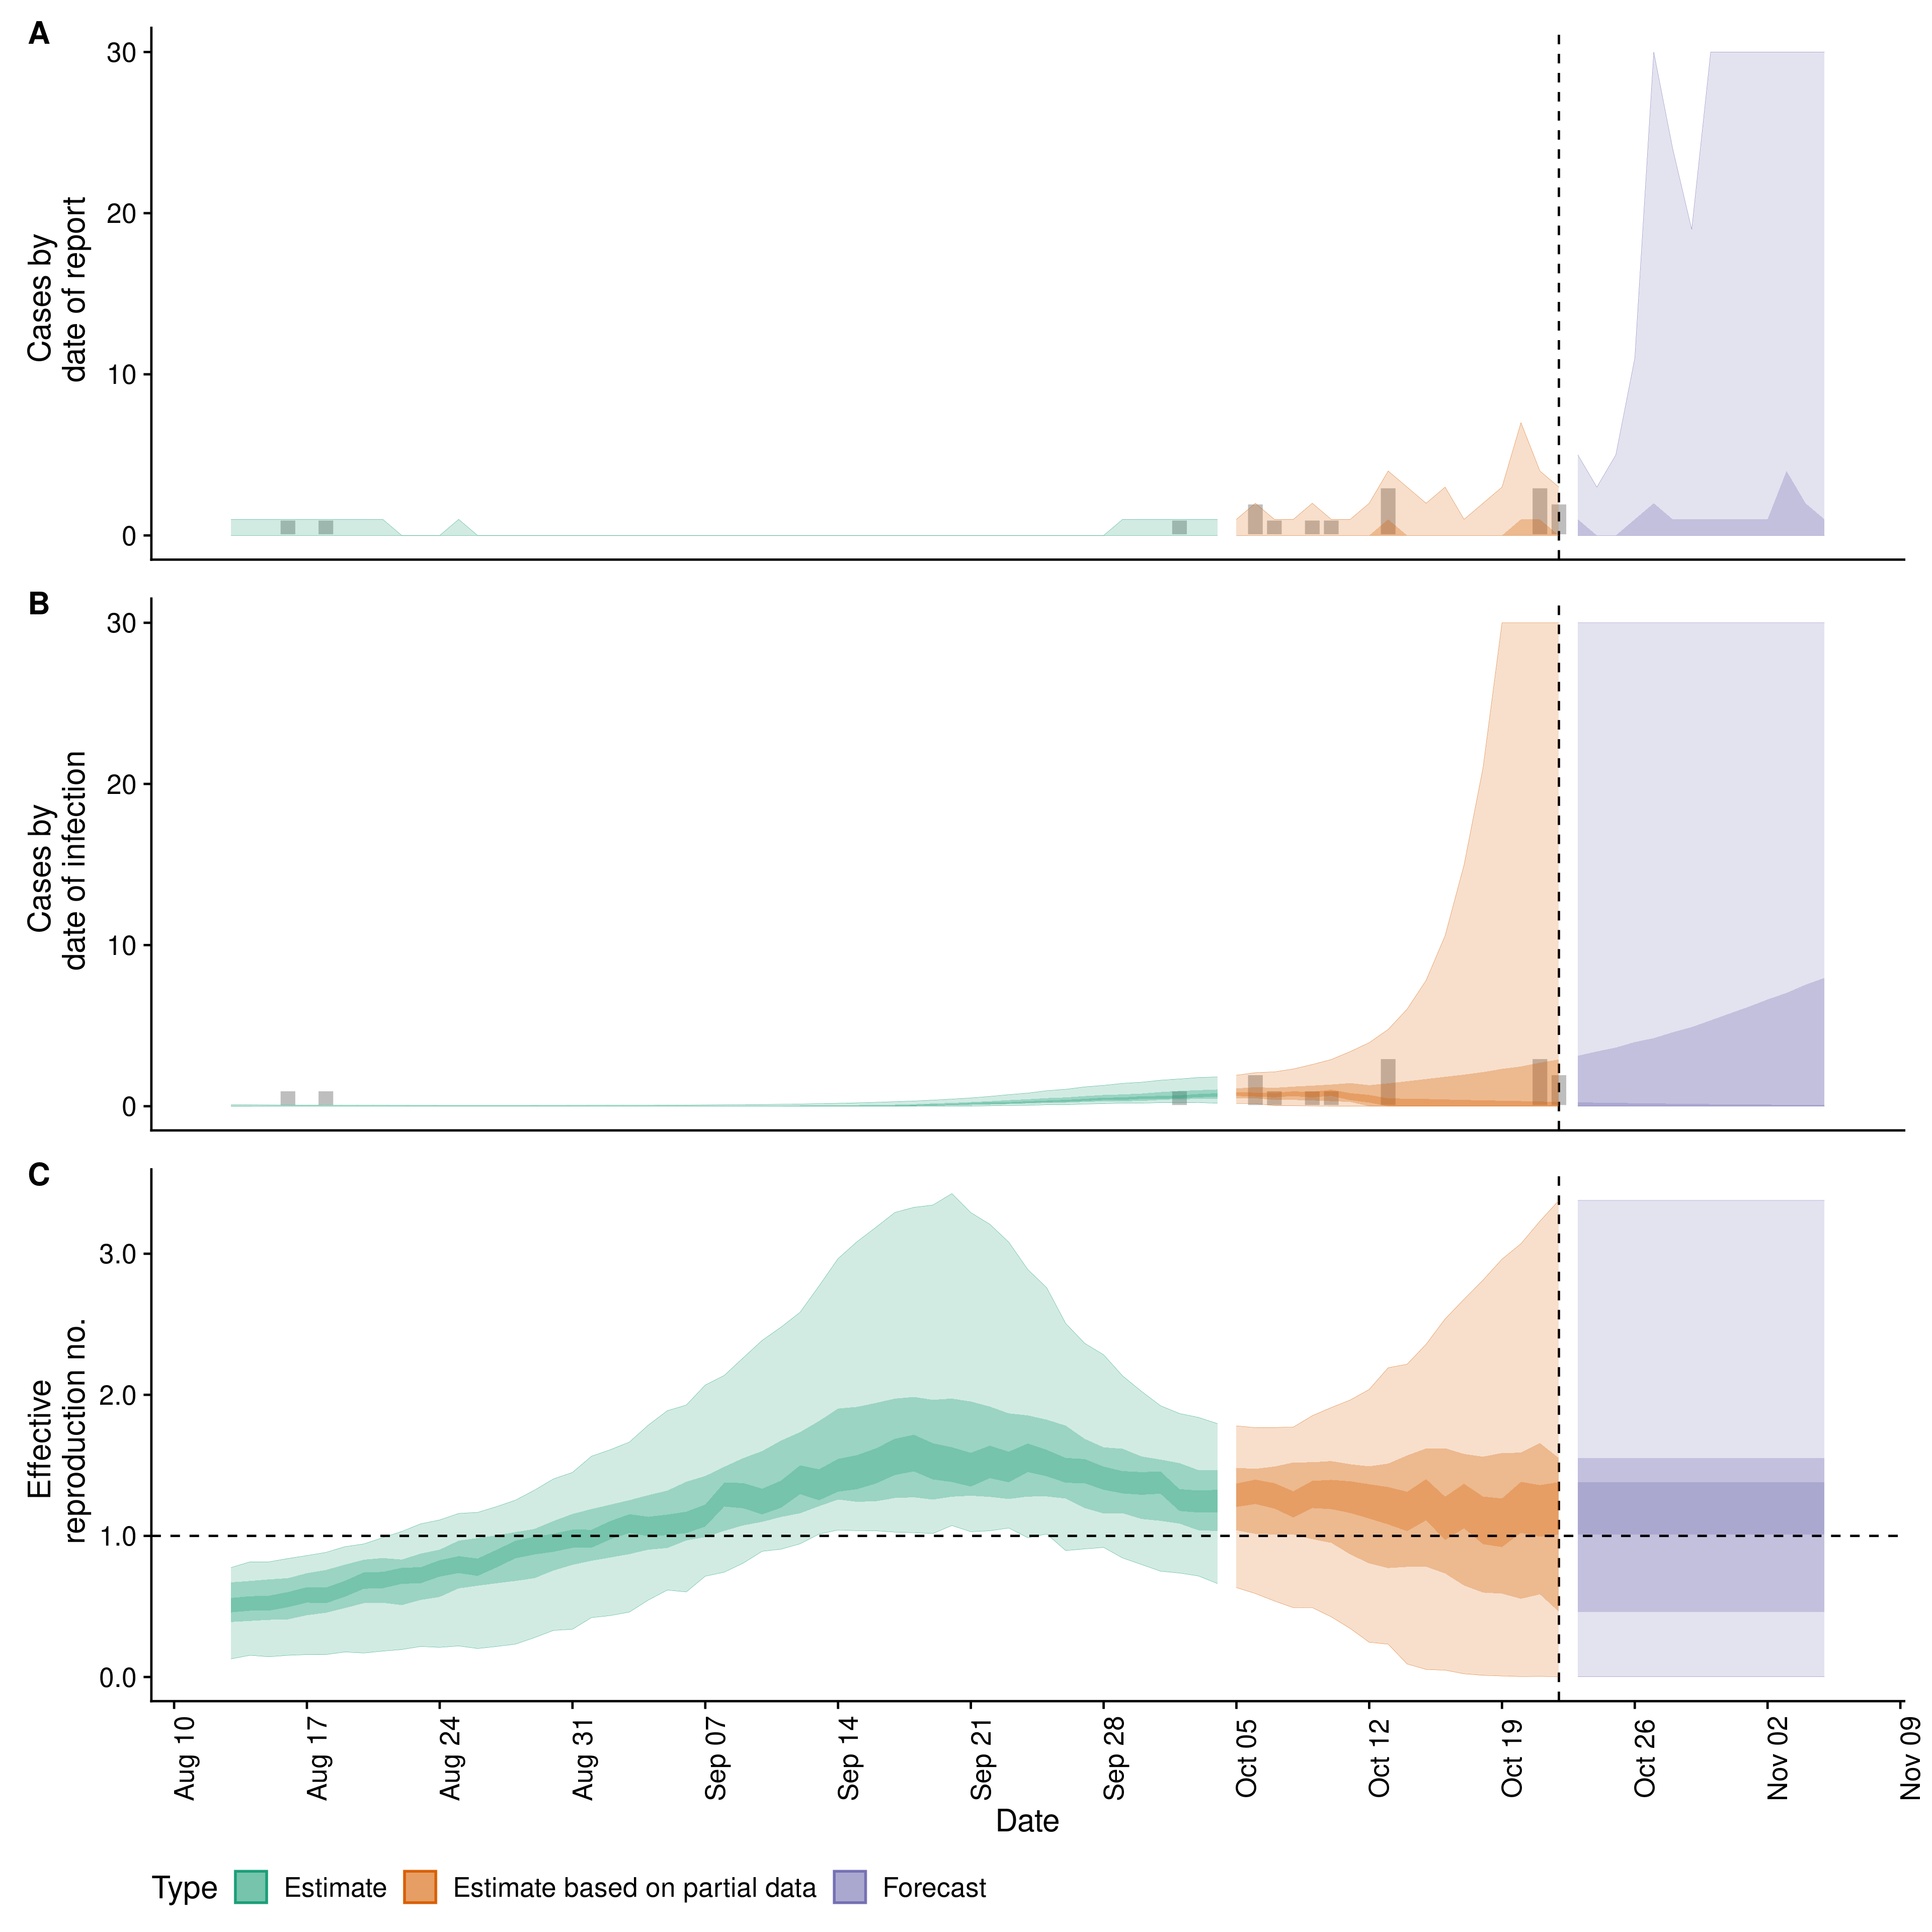 A
30
20
10
0
Cases by
date of report
B
30
20
10
0
Cases by
date of infection
C
3.0
2.0
1.0
0.0
Effective
reproduction no.
Aug 10
Aug 17
Aug 24
Aug 31
Sep 07
Sep 14
Sep 21
Sep 28
Oct 05
Oct 12
Oct 19
Oct 26
Nov 02
Nov 09
Date
Type Estimate Estimate based on partial data Forecast